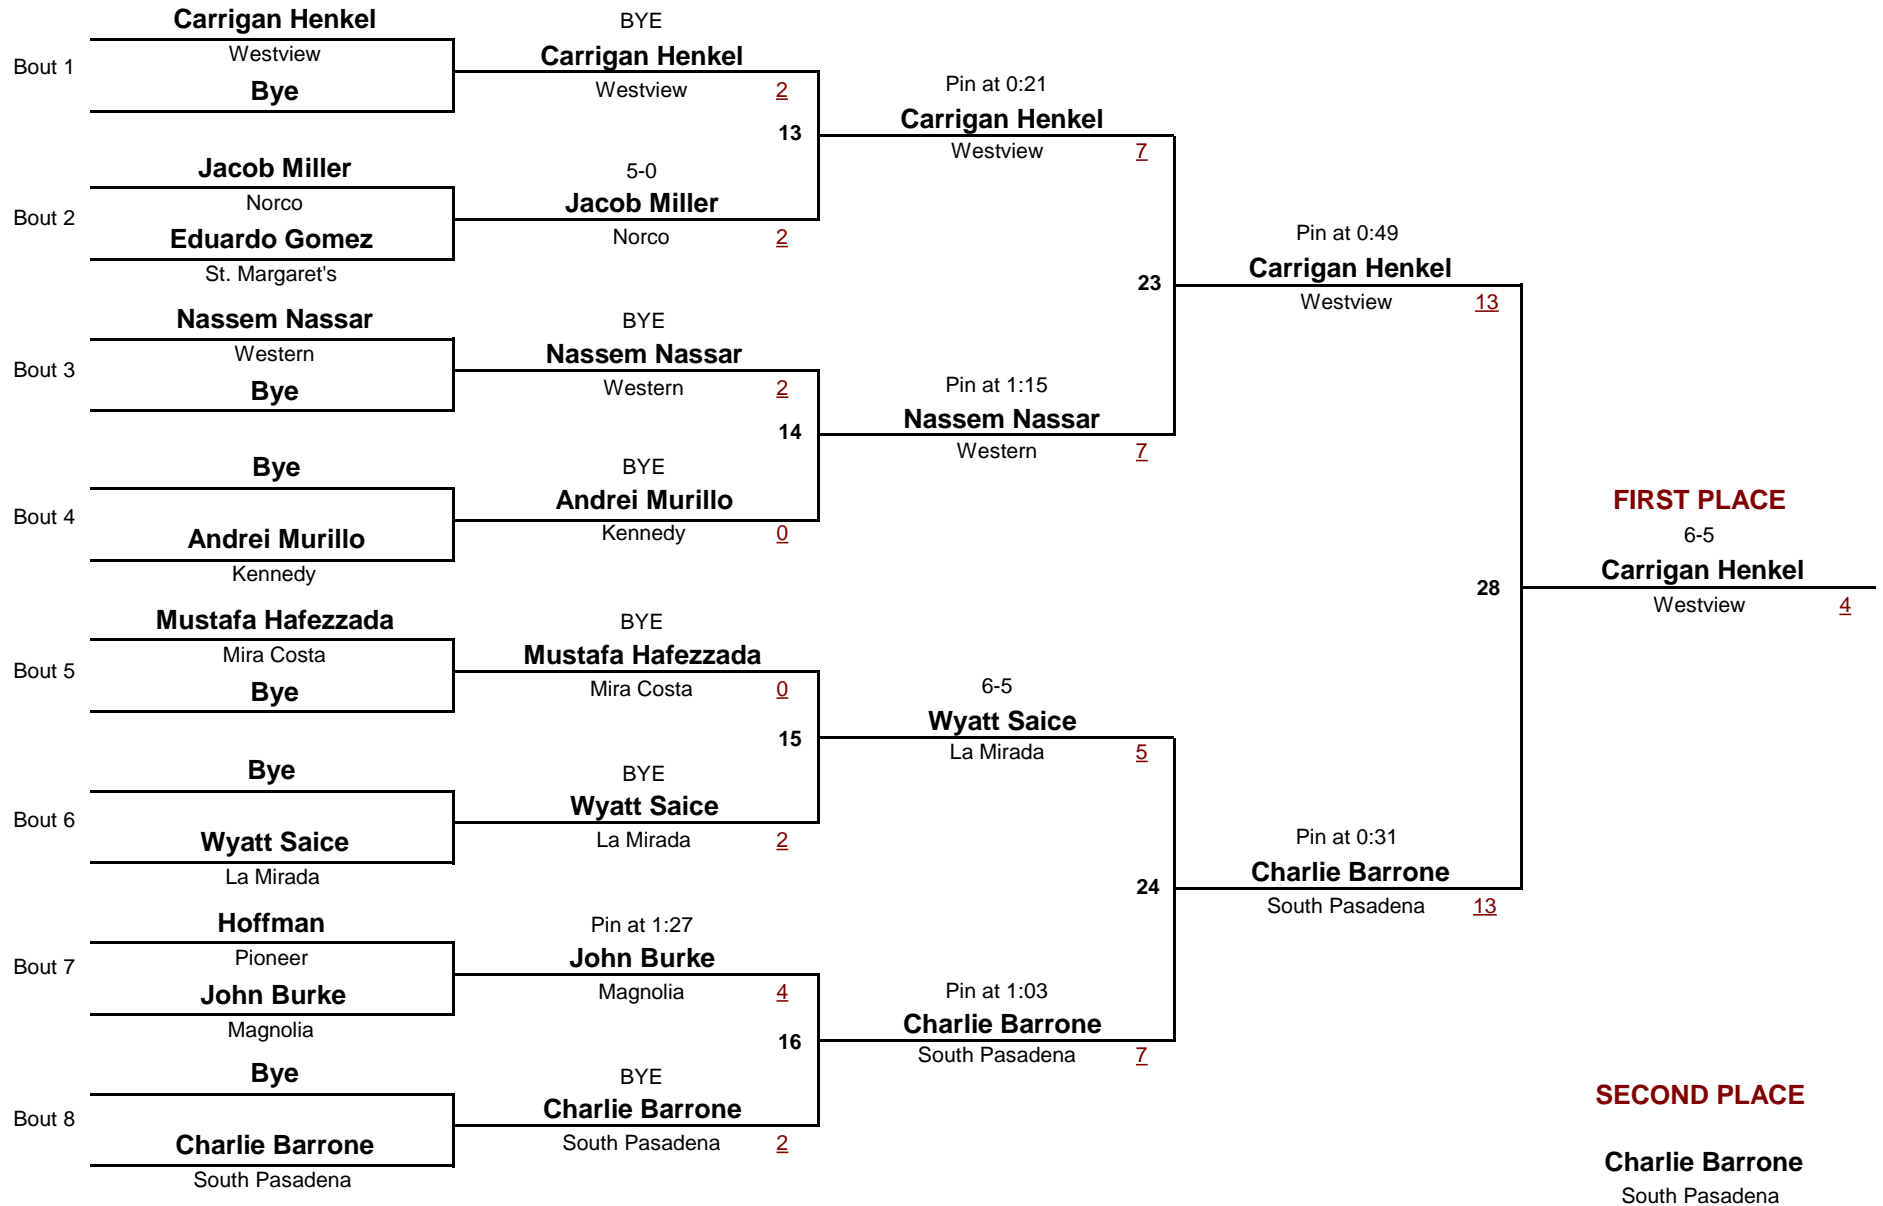 Carrigan Henkel
Bout 1
Westview
Bye
Jacob Miller
Bout 2
Norco
Eduardo Gomez
St. Margaret's
Nassem Nassar
Bout 3
Western
Bye
Bye
Bout 4
Andrei Murillo
Kennedy
Mustafa Hafezzada
Bout 5
Mira Costa
Bye
Bye
Bout 6
Wyatt Saice
La Mirada
Hoffman
Bout 7
Pioneer
John Burke
Magnolia
Bye
Bout 8
Charlie Barrone
South Pasadena
BYE
Carrigan Henkel
Westview 2
13
5-0
Jacob Miller
Norco 2
BYE
Nassem Nassar
Western 2
14
BYE
Andrei Murillo
Kennedy 0
BYE
Mustafa Hafezzada
Mira Costa 0
15
BYE
Wyatt Saice
La Mirada 2
Pin at 1:27
John Burke
Magnolia 4
16
BYE
Charlie Barrone
South Pasadena 2
Pin at 0:21
Carrigan Henkel
Westview 7
23
Pin at 1:15
Nassem Nassar
Western 7
6-5
Wyatt Saice
La Mirada 5
24
Pin at 1:03
Charlie Barrone
South Pasadena 7
Pin at 0:49
Carrigan Henkel
Westview 13
28
Pin at 0:31
Charlie Barrone
South Pasadena 13
FIRST PLACE
6-5
Carrigan Henkel
Westview 4
SECOND PLACE
Charlie Barrone
South Pasadena